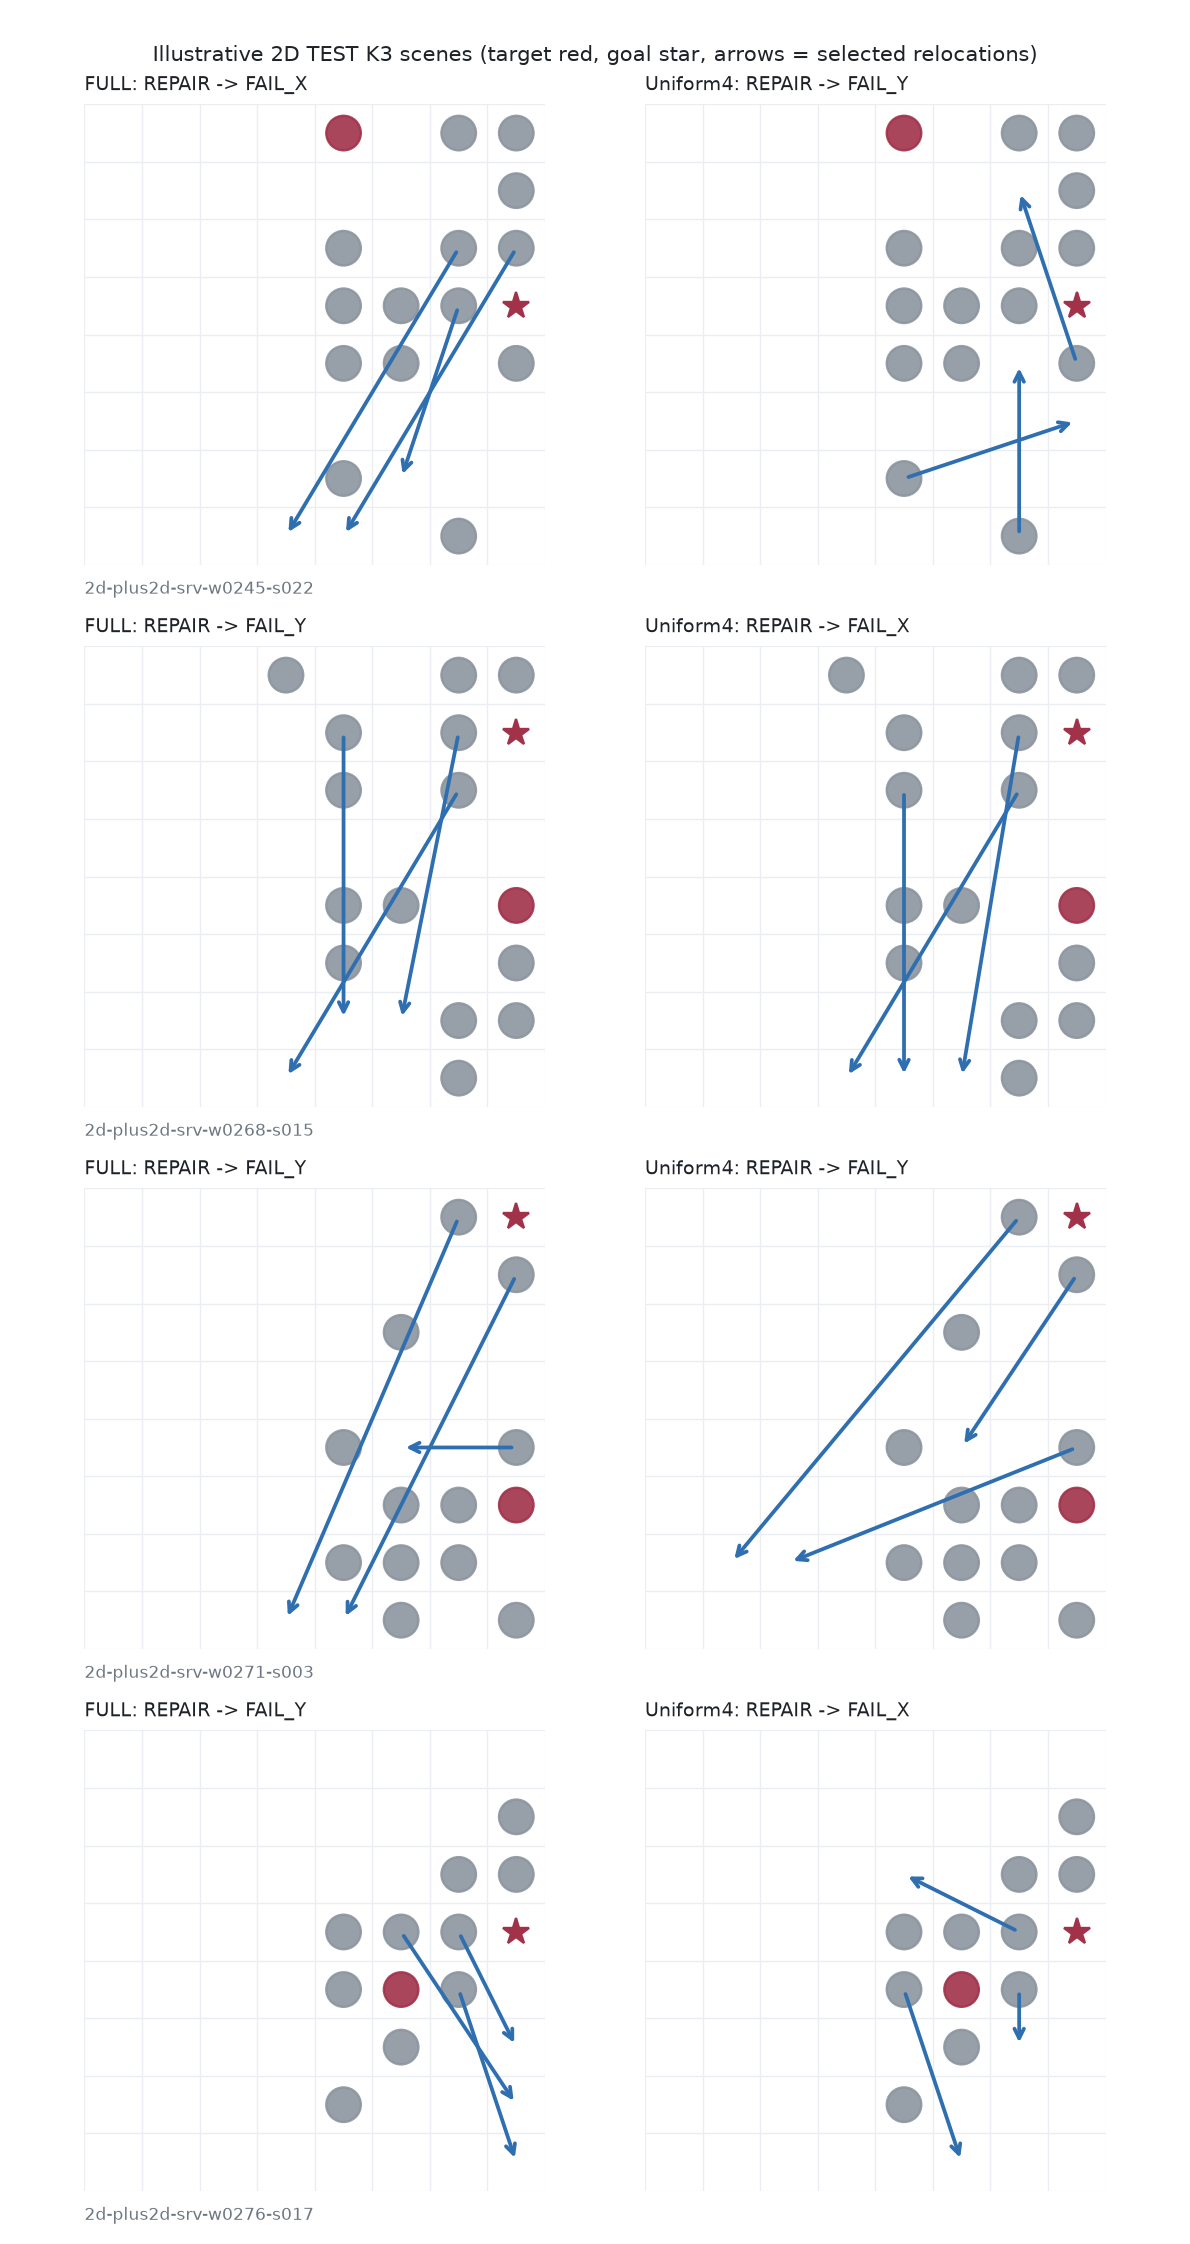 Illustrative 2D TEST K3 scenes (target red, goal star, arrows = selected relocations)
FULL: REPAIR -> FAIL_X
Uniform4: REPAIR -> FAIL_Y
2d-plus2d-srv-w0245-s022
FULL: REPAIR -> FAIL_Y
Uniform4: REPAIR -> FAIL_X
2d-plus2d-srv-w0268-s015
FULL: REPAIR -> FAIL_Y
Uniform4: REPAIR -> FAIL_Y
2d-plus2d-srv-w0271-s003
FULL: REPAIR -> FAIL_Y
Uniform4: REPAIR -> FAIL_X
2d-plus2d-srv-w0276-s017